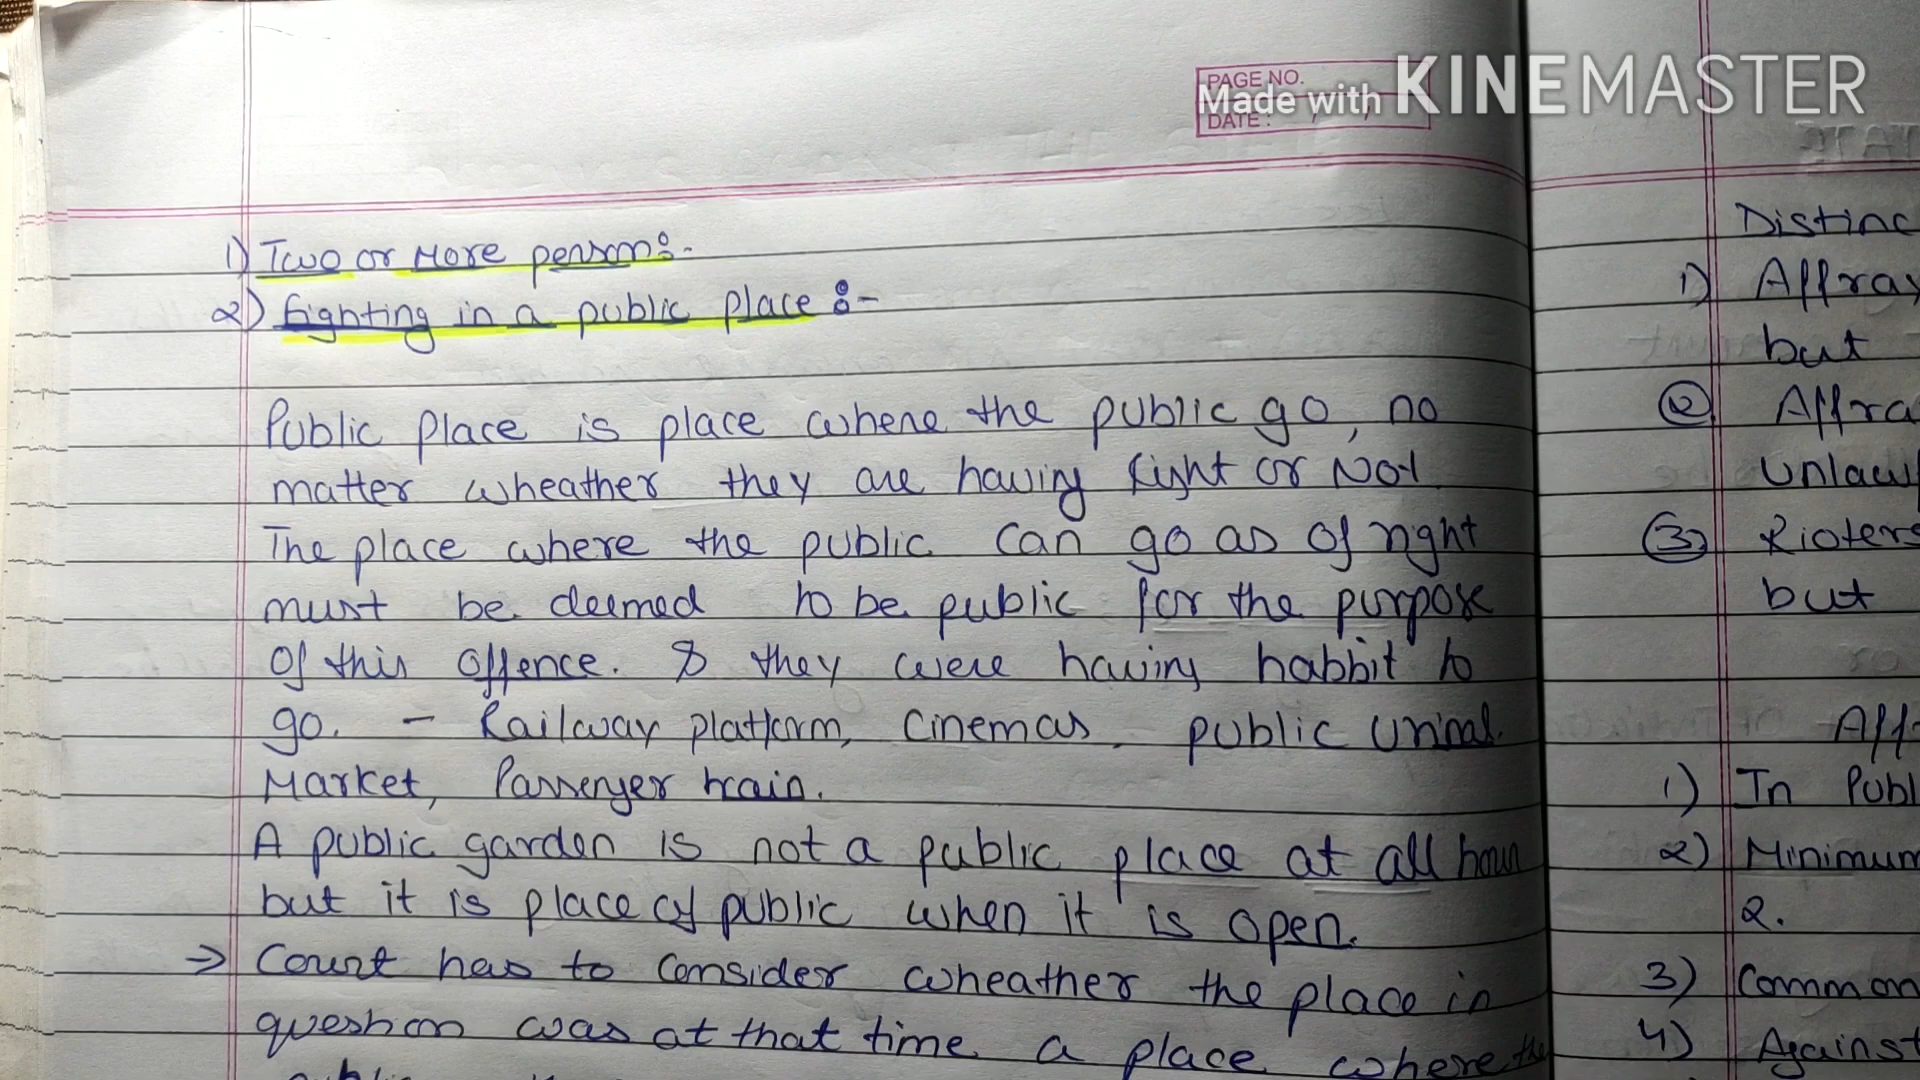 PAGE NO.
DATE : / /
Made with KINEMASTER
1) Two or More person:-
2) fighting in a public place :-
Public place is place where the public go, no
matter wheather they are having Right or Not
The place where the public can go as of right
must be deemed to be public for the purpose
of this offence. & they were having habbit to
go. - Railway platform, Cinemas, public urinal.
Market, Passenger train.
A public garden is not a public place at all hour
but it is place of public when it is open.
→ Court has to consider wheather the place in
question was at that time a place where the
Distinc
1) Affray
but
2) Affra
Unlawf
3) Rioters
but
Aff
1) In Publ
2) Minimum
2.
3) Common
4) Against